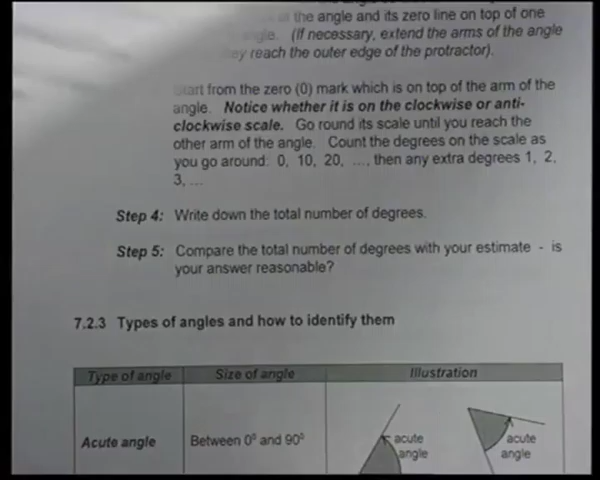 the angle and its zero line on top of one
angle. (If necessary, extend the arms of the angle
they reach the outer edge of the protractor).
Start from the zero (0) mark which is on top of the arm of the
angle. Notice whether it is on the clockwise or anti-
clockwise scale. Go round its scale until you reach the
other arm of the angle. Count the degrees on the scale as
you go around: 0, 10, 20, ..., then any extra degrees 1, 2,
3, ...
Step 4: Write down the total number of degrees.
Step 5: Compare the total number of degrees with your estimate - is
your answer reasonable?
7.2.3 Types of angles and how to identify them
Type of angle Size of angle Illustration
Acute angle Between 0⁰ and 90⁰ acute angle acute angle